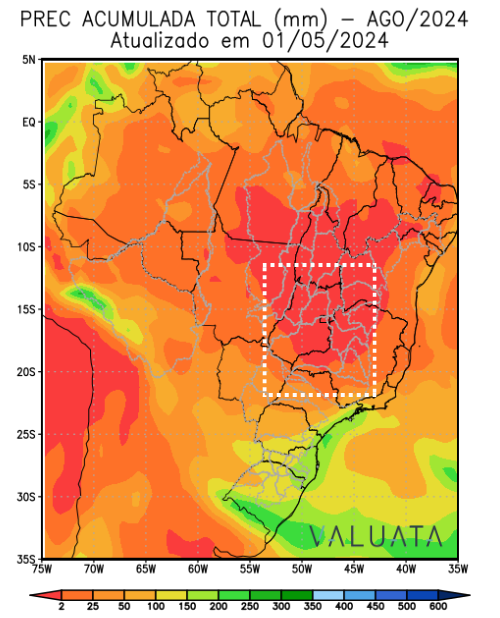 PREC ACUMULADA TOTAL (mm) – AGO/2024
Atualizado em 01/05/2024
5N
EQ
5S
10S
15S
20S
25S
30S
35S
VALUATA
75W 70W 65W 60W 55W 50W 45W 40W 35W
2 25 50 100 150 200 250 300 350 400 450 500 600